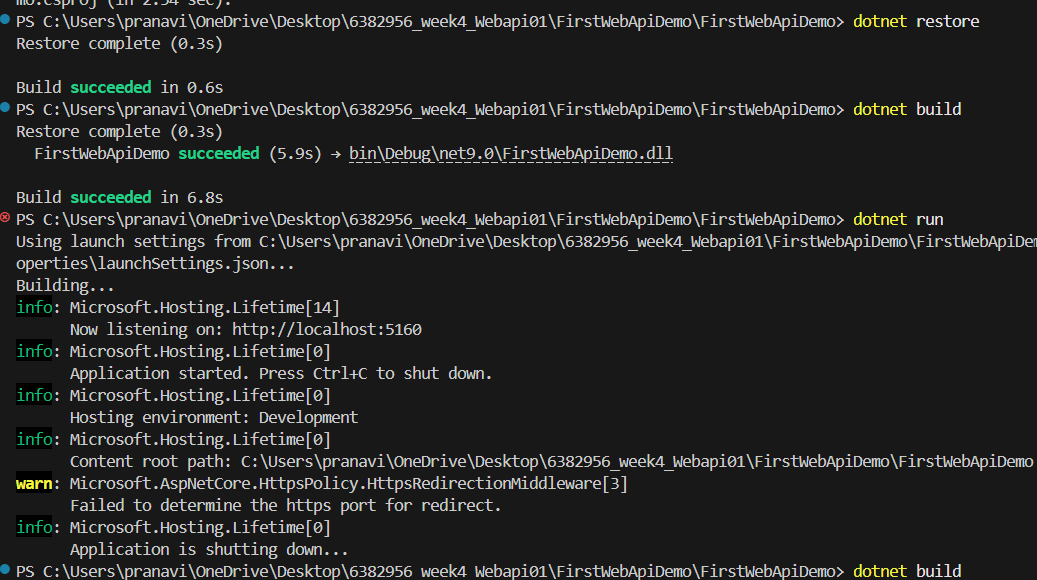 mo.csproj (in 2.54 sec).
PS C:\Users\pranavi\OneDrive\Desktop\6382956_week4_Webapi01\FirstWebApiDemo\FirstWebApiDemo> dotnet restore
Restore complete (0.3s)
Build succeeded in 0.6s
PS C:\Users\pranavi\OneDrive\Desktop\6382956_week4_Webapi01\FirstWebApiDemo\FirstWebApiDemo> dotnet build
Restore complete (0.3s)
FirstWebApiDemo succeeded (5.9s) → bin\Debug\net9.0\FirstWebApiDemo.dll
Build succeeded in 6.8s
PS C:\Users\pranavi\OneDrive\Desktop\6382956_week4_Webapi01\FirstWebApiDemo\FirstWebApiDemo> dotnet run
Using launch settings from C:\Users\pranavi\OneDrive\Desktop\6382956_week4_Webapi01\FirstWebApiDemo\FirstWebApiDem
operties\launchSettings.json...
Building...
info: Microsoft.Hosting.Lifetime[14]
Now listening on: http://localhost:5160
info: Microsoft.Hosting.Lifetime[0]
Application started. Press Ctrl+C to shut down.
info: Microsoft.Hosting.Lifetime[0]
Hosting environment: Development
info: Microsoft.Hosting.Lifetime[0]
Content root path: C:\Users\pranavi\OneDrive\Desktop\6382956_week4_Webapi01\FirstWebApiDemo\FirstWebApiDemo
warn: Microsoft.AspNetCore.HttpsPolicy.HttpsRedirectionMiddleware[3]
Failed to determine the https port for redirect.
info: Microsoft.Hosting.Lifetime[0]
Application is shutting down...
PS C:\Users\pranavi\OneDrive\Desktop\6382956_week4_Webapi01\FirstWebApiDemo\FirstWebApiDemo> dotnet build